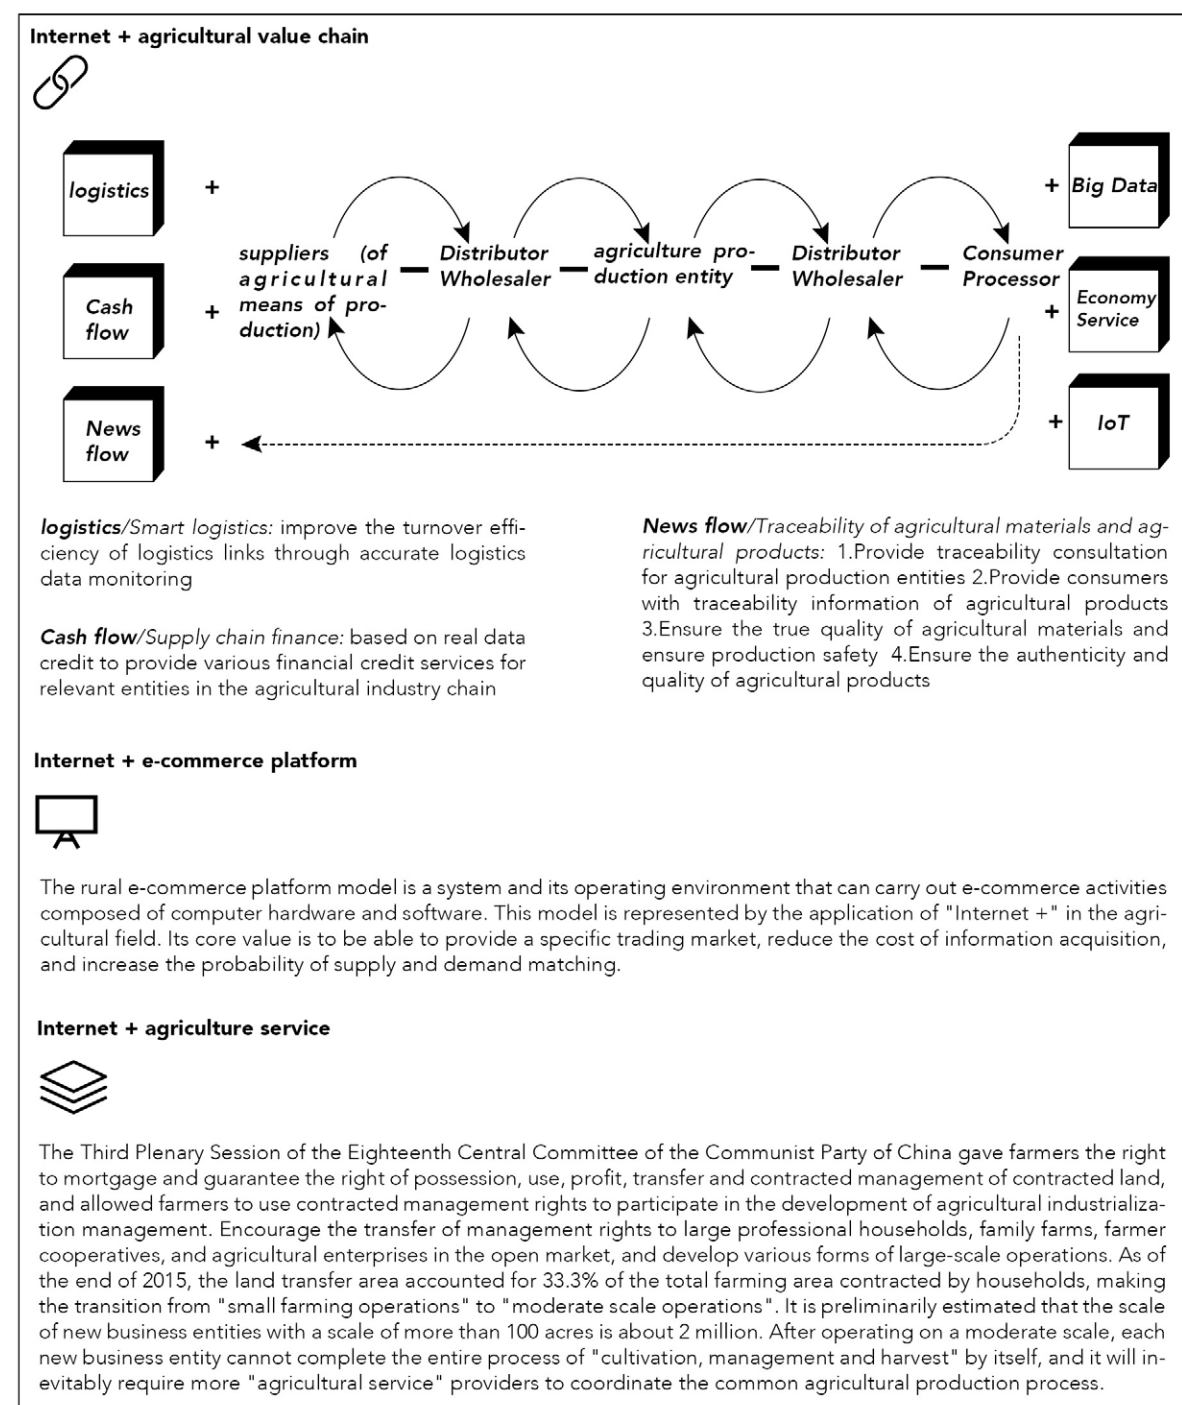 Internet + agricultural value chain
logistics
+
+ Big Data
suppliers (of
agricultural
means of pro-
duction)
Distributor
Wholesaler
agriculture pro-
duction entity
Distributor
Wholesaler
Consumer
Processor
Cash
flow
+
+
Economy
Service
News
flow
+
+
IoT
logistics/Smart logistics: improve the turnover effi-
ciency of logistics links through accurate logistics
data monitoring
Cash flow/Supply chain finance: based on real data
credit to provide various financial credit services for
relevant entities in the agricultural industry chain
News flow/Traceability of agricultural materials and ag-
ricultural products: 1.Provide traceability consultation
for agricultural production entities 2.Provide consumers
with traceability information of agricultural products
3.Ensure the true quality of agricultural materials and
ensure production safety 4.Ensure the authenticity and
quality of agricultural products
Internet + e-commerce platform
The rural e-commerce platform model is a system and its operating environment that can carry out e-commerce activities
composed of computer hardware and software. This model is represented by the application of "Internet +" in the agri-
cultural field. Its core value is to be able to provide a specific trading market, reduce the cost of information acquisition,
and increase the probability of supply and demand matching.
Internet + agriculture service
The Third Plenary Session of the Eighteenth Central Committee of the Communist Party of China gave farmers the right
to mortgage and guarantee the right of possession, use, profit, transfer and contracted management of contracted land,
and allowed farmers to use contracted management rights to participate in the development of agricultural industrializa-
tion management. Encourage the transfer of management rights to large professional households, family farms, farmer
cooperatives, and agricultural enterprises in the open market, and develop various forms of large-scale operations. As of
the end of 2015, the land transfer area accounted for 33.3% of the total farming area contracted by households, making
the transition from "small farming operations" to "moderate scale operations". It is preliminarily estimated that the scale
of new business entities with a scale of more than 100 acres is about 2 million. After operating on a moderate scale, each
new business entity cannot complete the entire process of "cultivation, management and harvest" by itself, and it will in-
evitably require more "agricultural service" providers to coordinate the common agricultural production process.